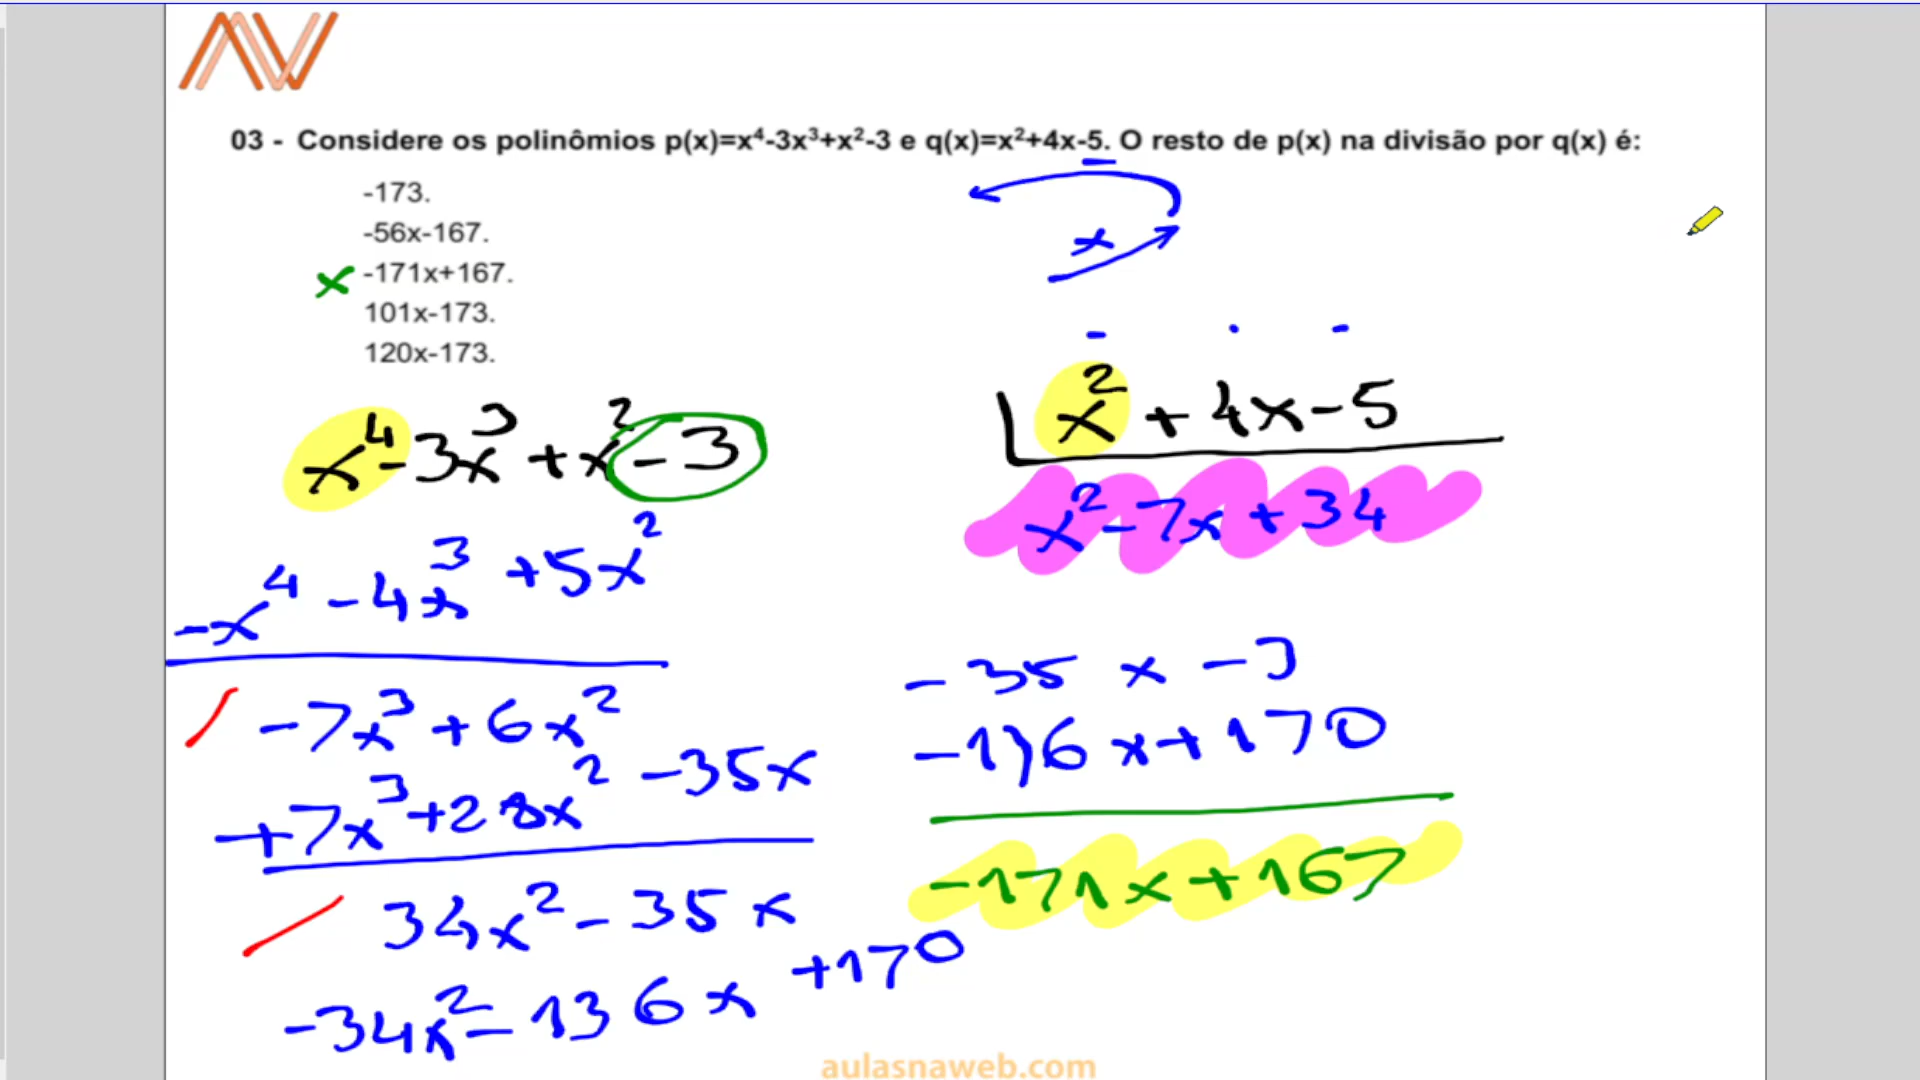 03 - Considere os polinômios p(x)=x⁴-3x³+x²-3 e q(x)=x²+4x-5. O resto de p(x) na divisão por q(x) é:
-173.
-56x-167.
x -171x+167.
101x-173.
120x-173.
x⁴-3x³+x²-3
x²+4x-5
x²-7x+34
-x⁴-4x³+5x²
-7x³+6x²
+7x³+28x²-35x
34x²-35x
-34x²-136x+170
-35x-3
-136x+170
-171x+167
aulasnaweb.com